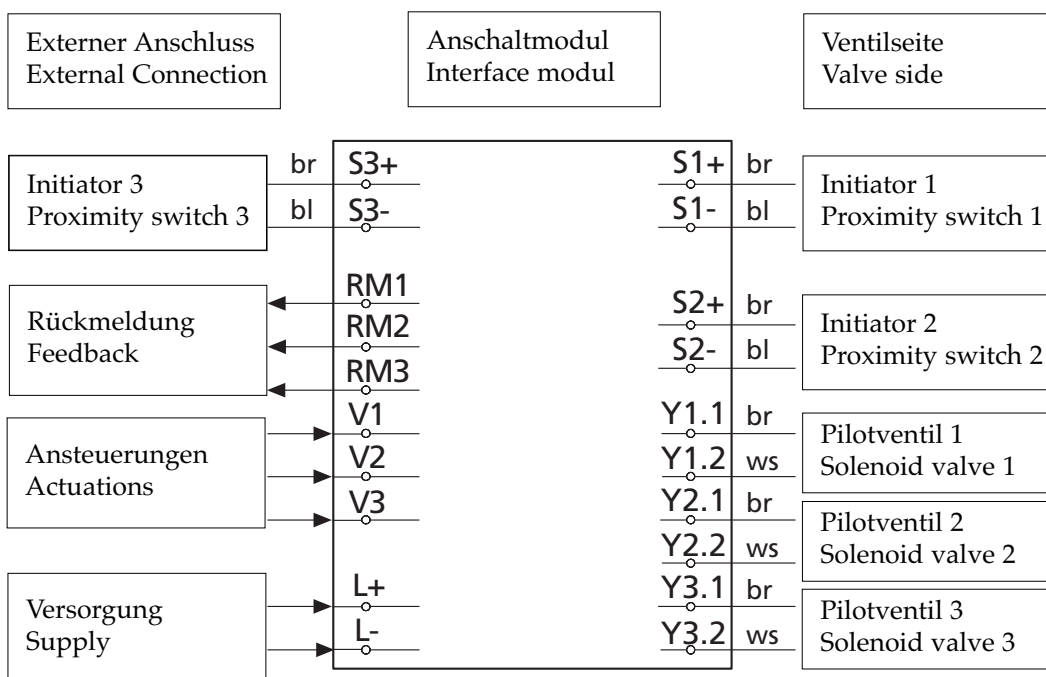 Externer Anschluss
External Connection
Anschaltmodul
Interface modul
Ventilseite
Valve side
Initiator 3
Proximity switch 3
br S3+
bl S3-
Rückmeldung
Feedback
RM1
RM2
RM3
Ansteuerungen
Actuations
V1
V2
V3
Versorgung
Supply
L+
L-
S1+ br
S1- bl
Initiator 1
Proximity switch 1
S2+ br
S2- bl
Initiator 2
Proximity switch 2
Y1.1 br
Y1.2 ws
Pilotventil 1
Solenoid valve 1
Y2.1 br
Y2.2 ws
Pilotventil 2
Solenoid valve 2
Y3.1 br
Y3.2 ws
Pilotventil 3
Solenoid valve 3